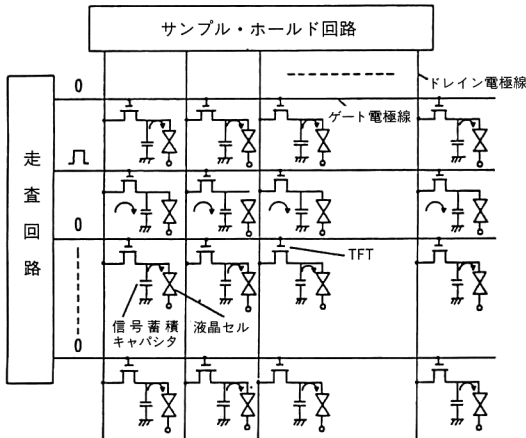 サンプル・ホールド回路
ドレイン電極線
0
ゲート電極線
走査回路
0
TFT
信号蓄積
キャパシタ
液晶セル
0